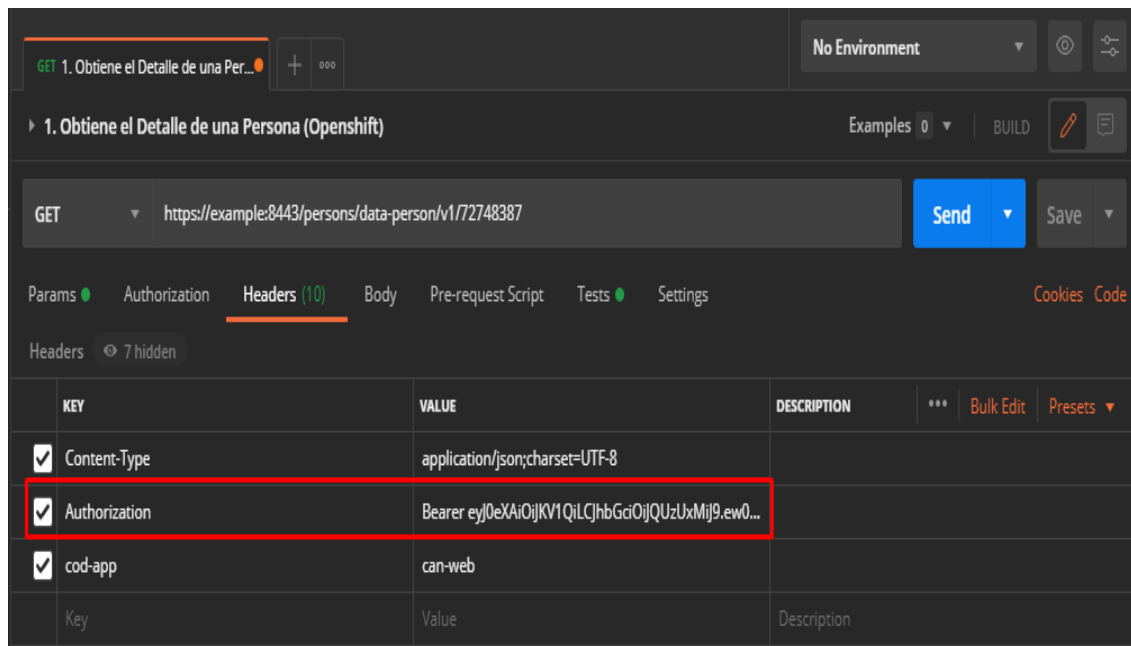 No Environment
GET 1. Obtiene el Detalle de una Per...
1. Obtiene el Detalle de una Persona (Openshift)
Examples 0
BUILD
GET
https://example:8443/persons/data-person/v1/72748387
Send
Save
Params
Authorization
Headers (10)
Body
Pre-request Script
Tests
Settings
Cookies
Code
Headers
7 hidden
KEY
VALUE
DESCRIPTION
Bulk Edit
Presets
Content-Type
application/json;charset=UTF-8
Authorization
Bearer eyJ0eXAiOiJKV1QiLCJhbGciOiJQUzUxMiJ9.ew0...
cod-app
can-web
Key
Value
Description